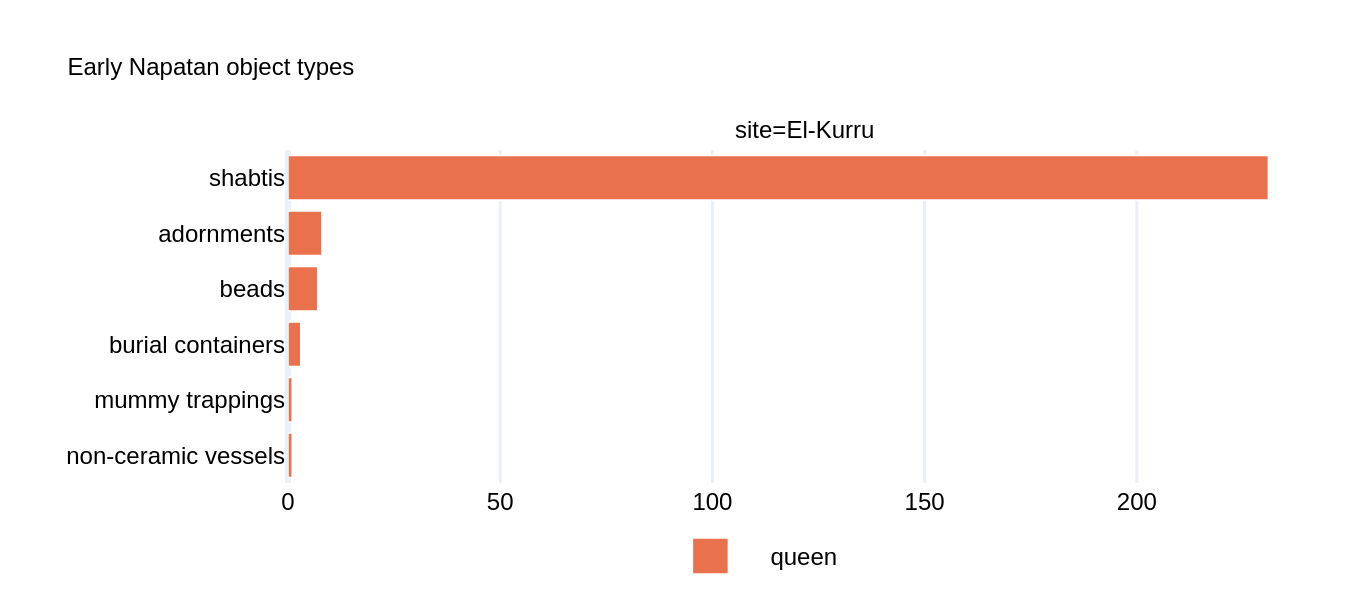 Early Napatan object types
site=El-Kurru
shabtis
adornments
beads
burial containers
mummy trappings
non-ceramic vessels
0 50 100 150 200
queen